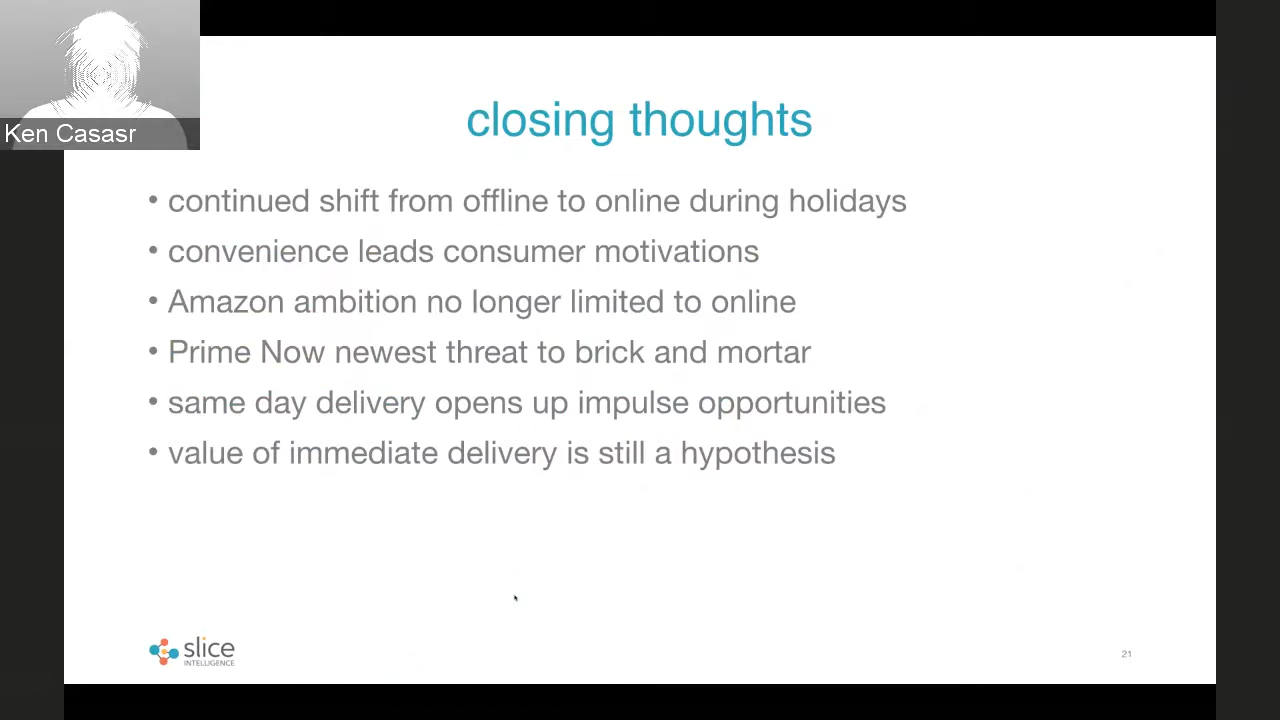 Ken Casasr
closing thoughts
• continued shift from offline to online during holidays
• convenience leads consumer motivations
• Amazon ambition no longer limited to online
• Prime Now newest threat to brick and mortar
• same day delivery opens up impulse opportunities
• value of immediate delivery is still a hypothesis
slice
INTELLIGENCE
21